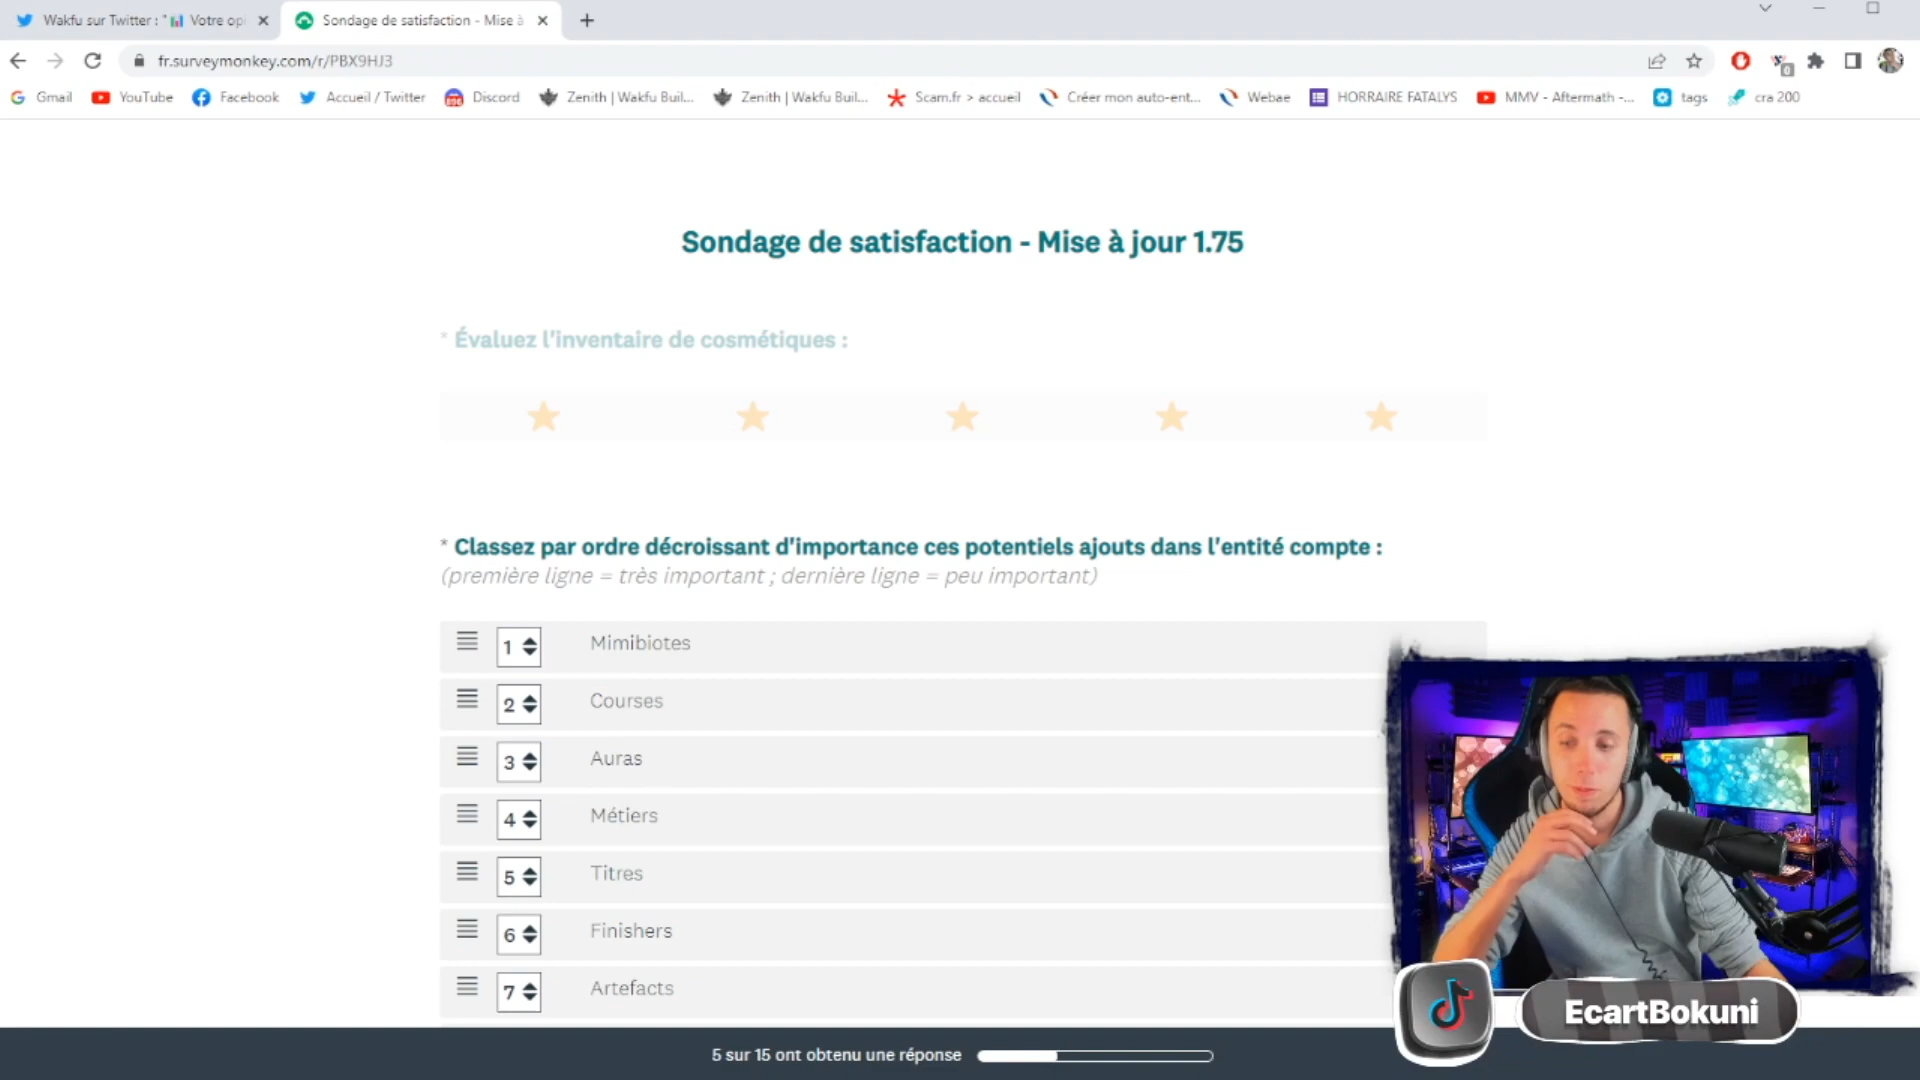 Wakfu sur Twitter : " Votre op
Sondage de satisfaction - Mise à
fr.surveymonkey.com/r/PBX9HJ3
0
Gmail
YouTube
Facebook
Accueil / Twitter
Discord
Zenith | Wakfu Buil...
Zenith | Wakfu Buil...
Scam.fr > accueil
Créer mon auto-ent...
Webae
HORRAIRE FATALYS
MMV - Aftermath -...
tags
cra 200
Sondage de satisfaction - Mise à jour 1.75
* Évaluez l'inventaire de cosmétiques :
* Classez par ordre décroissant d'importance ces potentiels ajouts dans l'entité compte :
(première ligne = très important ; dernière ligne = peu important)
1 Mimibiotes
2 Courses
3 Auras
4 Métiers
5 Titres
6 Finishers
7 Artefacts
EcartBokuni
5 sur 15 ont obtenu une réponse